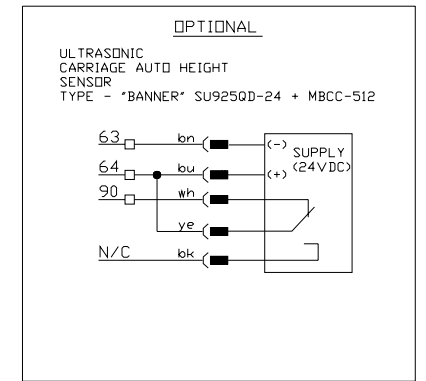 OPTIONAL
ULTRASONIC
CARRIAGE AUTO HEIGHT
SENSOR
TYPE - "BANNER" SU925QD-24 + MBCC-512
63 bn (-)
SUPPLY
64 bu (+) (24VDC)
90 wh
ye
N/C bk